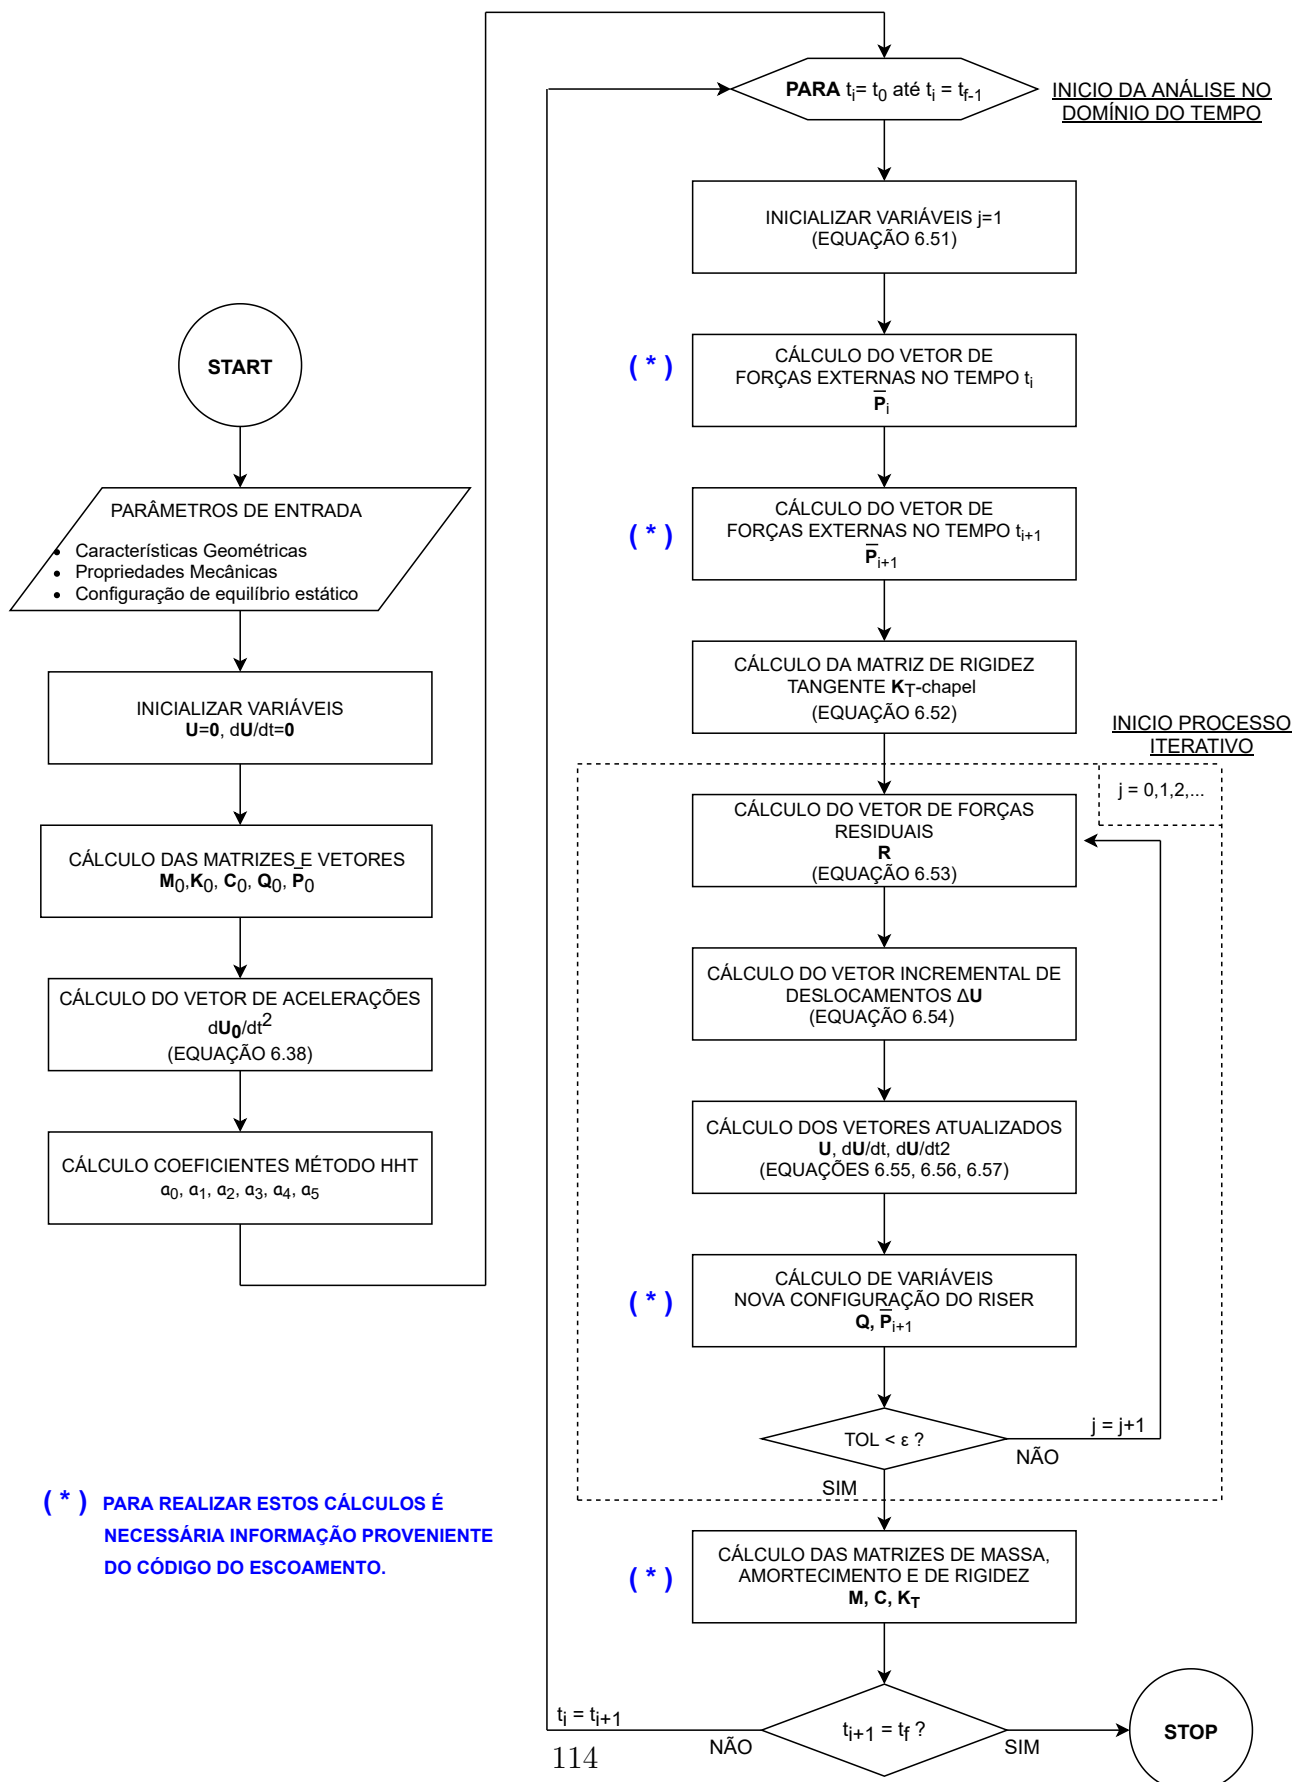 START
PARÂMETROS DE ENTRADA
• Características Geométricas
• Propriedades Mecânicas
• Configuração de equilíbrio estático
INICIALIZAR VARIÁVEIS
U=0, dU/dt=0
CÁLCULO DAS MATRIZES E VETORES
M₀,K₀, C₀, Q₀, P̅₀
CÁLCULO DO VETOR DE ACELERAÇÕES
dU₀/dt²
(EQUAÇÃO 6.38)
CÁLCULO COEFICIENTES MÉTODO HHT
α₀, α₁, α₂, α₃, α₄, α₅
PARA tᵢ= t₀ até tᵢ = t_{f-1}
INICIO DA ANÁLISE NO
DOMÍNIO DO TEMPO
INICIALIZAR VARIÁVEIS j=1
(EQUAÇÃO 6.51)
( * )
CÁLCULO DO VETOR DE
FORÇAS EXTERNAS NO TEMPO tᵢ
P̅ᵢ
( * )
CÁLCULO DO VETOR DE
FORÇAS EXTERNAS NO TEMPO tᵢ₊₁
P̅ᵢ₊₁
CÁLCULO DA MATRIZ DE RIGIDEZ
TANGENTE K_T-chapel
(EQUAÇÃO 6.52)
INICIO PROCESSO
ITERATIVO
j = 0,1,2,...
CÁLCULO DO VETOR DE FORÇAS
RESIDUAIS
R
(EQUAÇÃO 6.53)
CÁLCULO DO VETOR INCREMENTAL DE
DESLOCAMENTOS ΔU
(EQUAÇÃO 6.54)
CÁLCULO DOS VETORES ATUALIZADOS
U, dU/dt, dU/dt2
(EQUAÇÕES 6.55, 6.56, 6.57)
( * )
CÁLCULO DE VARIÁVEIS
NOVA CONFIGURAÇÃO DO RISER
Q, P̅ᵢ₊₁
TOL < ε ?
j = j+1
NÃO
SIM
( * )
CÁLCULO DAS MATRIZES DE MASSA,
AMORTECIMENTO E DE RIGIDEZ
M, C, K_T
tᵢ₊₁ = t_f ?
tᵢ = tᵢ₊₁
NÃO
SIM
STOP
( * ) PARA REALIZAR ESTOS CÁLCULOS É
NECESSÁRIA INFORMAÇÃO PROVENIENTE
DO CÓDIGO DO ESCOAMENTO.
114